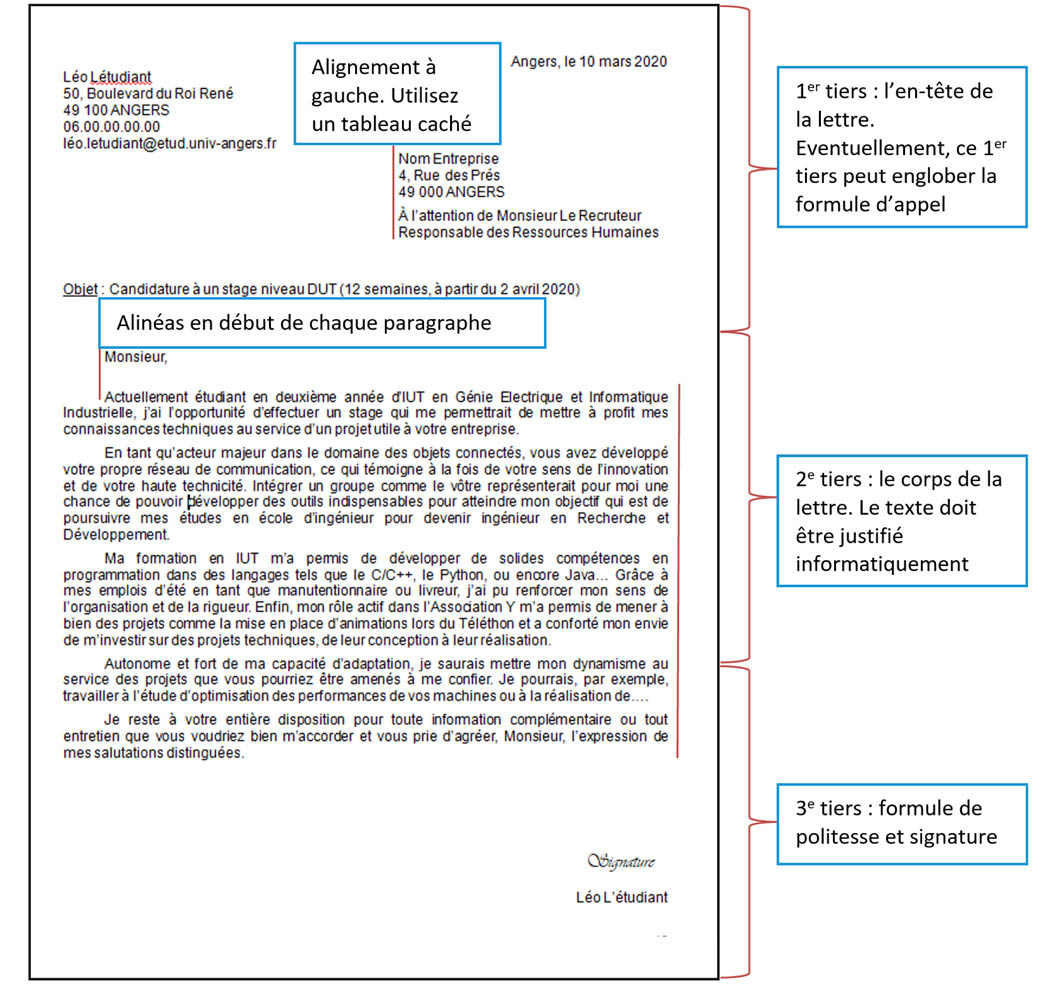 Angers, le 10 mars 2020
Léo Létudiant
50, Boulevard du Roi René
49 100 ANGERS
06.00.00.00.00
léo.letudiant@etud.univ-angers.fr
Alignement à
gauche. Utilisez
un tableau caché
Nom Entreprise
4, Rue des Prés
49 000 ANGERS
À l’attention de Monsieur Le Recruteur
Responsable des Ressources Humaines
1er tiers : l’en-tête de
la lettre.
Eventuellement, ce 1er
tiers peut englober la
formule d’appel
Objet : Candidature à un stage niveau DUT (12 semaines, à partir du 2 avril 2020)
Alinéas en début de chaque paragraphe
Monsieur,
Actuellement étudiant en deuxième année d’IUT en Génie Electrique et Informatique
Industrielle, j’ai l’opportunité d’effectuer un stage qui me permettrait de mettre à profit mes
connaissances techniques au service d’un projet utile à votre entreprise.
En tant qu’acteur majeur dans le domaine des objets connectés, vous avez développé
votre propre réseau de communication, ce qui témoigne à la fois de votre sens de l’innovation
et de votre haute technicité. Intégrer un groupe comme le vôtre représenterait pour moi une
chance de pouvoir développer des outils indispensables pour atteindre mon objectif qui est de
poursuivre mes études en école d’ingénieur pour devenir ingénieur en Recherche et
Développement.
Ma formation en IUT m’a permis de développer de solides compétences en
programmation dans des langages tels que le C/C++, le Python, ou encore Java… Grâce à
mes emplois d’été en tant que manutentionnaire ou livreur, j’ai pu renforcer mon sens de
l’organisation et de la rigueur. Enfin, mon rôle actif dans l’Association Y m’a permis de mener à
bien des projets comme la mise en place d’animations lors du Téléthon et a conforté mon envie
de m’investir sur des projets techniques, de leur conception à leur réalisation.
Autonome et fort de ma capacité d’adaptation, je saurais mettre mon dynamisme au
service des projets que vous pourriez être amenés à me confier. Je pourrais, par exemple,
travailler à l’étude d’optimisation des performances de vos machines ou à la réalisation de….
Je reste à votre entière disposition pour toute information complémentaire ou tout
entretien que vous voudriez bien m’accorder et vous prie d’agréer, Monsieur, l’expression de
mes salutations distinguées.
2e tiers : le corps de la
lettre. Le texte doit
être justifié
informatiquement
3e tiers : formule de
politesse et signature
Signature
Léo L’étudiant